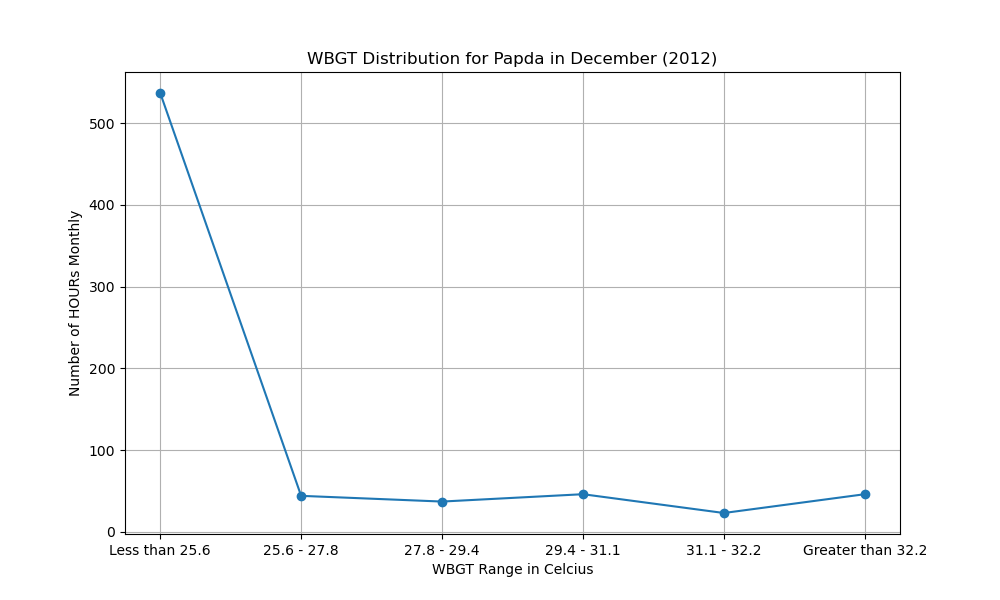 WBGT Distribution for Papda in December (2012)
Number of HOURs Monthly
500
400
300
200
100
0
Less than 25.6
25.6 - 27.8
27.8 - 29.4
29.4 - 31.1
31.1 - 32.2
Greater than 32.2
WBGT Range in Celcius